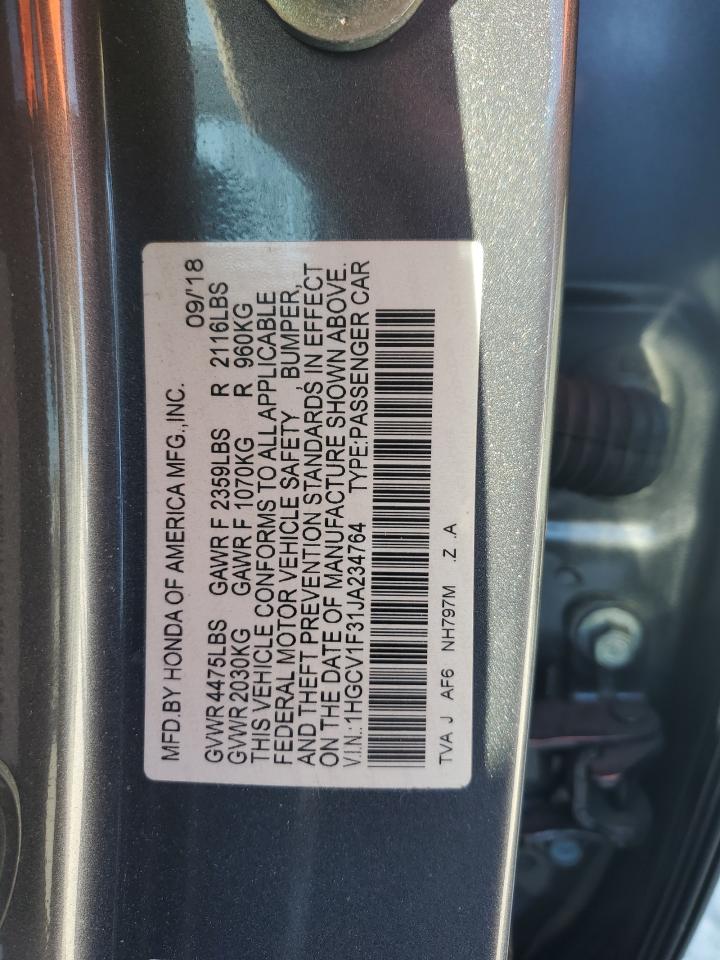 MFD.BY HONDA OF AMERICA MFG.,INC. 09/'18
GVWR 4475LBS GAWR F 2359LBS R 2116LBS
GVWR 2030KG GAWR F 1070KG R 960KG
THIS VEHICLE CONFORMS TO ALL APPLICABLE
FEDERAL MOTOR VEHICLE SAFETY, BUMPER,
AND THEFT PREVENTION STANDARDS IN EFFECT
ON THE DATE OF MANUFACTURE SHOWN ABOVE.
V.I.N.: 1HGCV1F31JA234764 TYPE:PASSENGER CAR
TVA J AF6 NH797M .Z .A